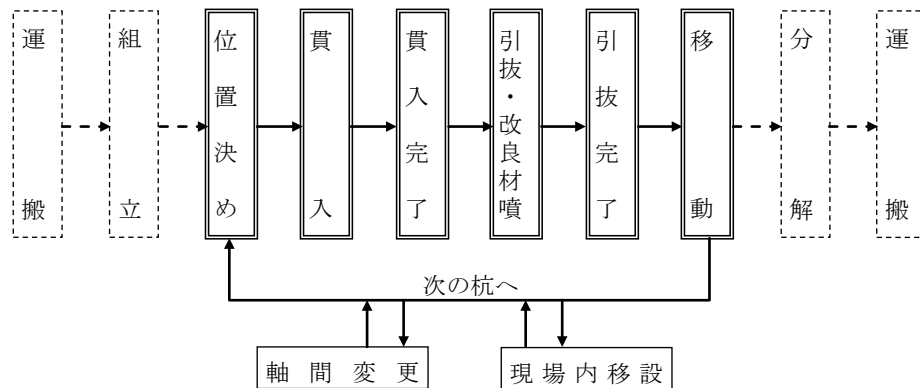 運搬
組立
位置決め
貫入
貫入完了
引抜・改良材噴
引抜完了
移動
分解
運搬
次の杭へ
軸間変更
現場内移設